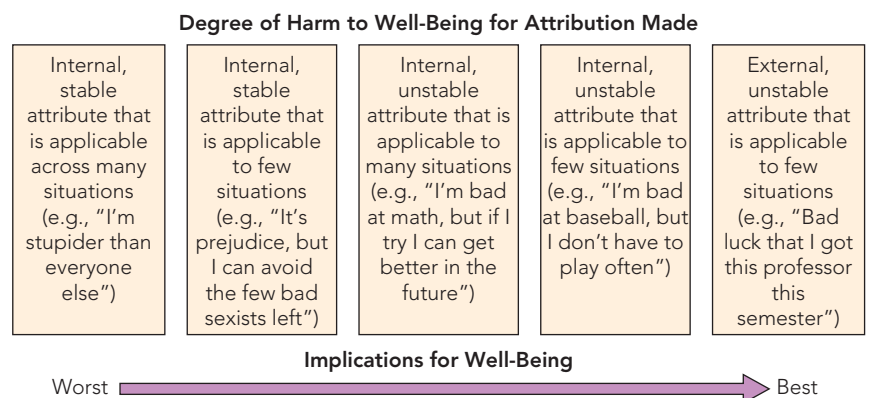 Degree of Harm to Well-Being for Attribution Made
Internal,
stable
attribute that
is applicable
across many
situations
(e.g., “I’m
stupider than
everyone
else”)
Internal,
stable
attribute that
is applicable
to few
situations
(e.g., “It’s
prejudice, but
I can avoid
the few bad
sexists left”)
Internal,
unstable
attribute that is
applicable to
many situations
(e.g., “I’m bad
at math, but if I
try I can get
better in the
future”)
Internal,
unstable
attribute that
is applicable to
few situations
(e.g., “I’m bad
at baseball, but
I don’t have to
play often”)
External,
unstable
attribute that
is applicable
to few
situations
(e.g., “Bad
luck that I got
this professor
this
semester”)
Implications for Well-Being
Worst
Best